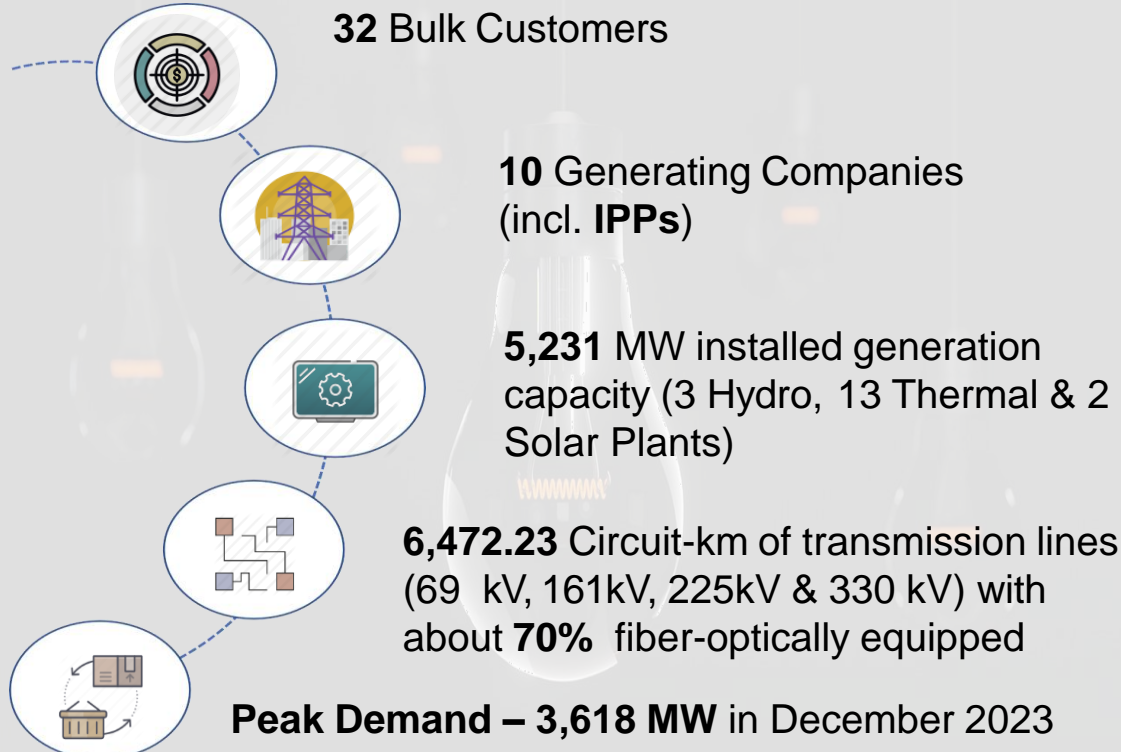 32 Bulk Customers
10 Generating Companies
(incl. IPPs)
5,231 MW installed generation
capacity (3 Hydro, 13 Thermal & 2
Solar Plants)
6,472.23 Circuit-km of transmission lines
(69 kV, 161kV, 225kV & 330 kV) with
about 70% fiber-optically equipped
Peak Demand – 3,618 MW in December 2023